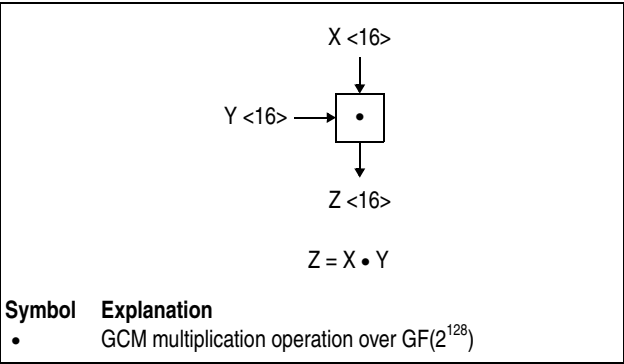 X <16>
Y <16>
•
Z <16>
Z = X • Y
Symbol Explanation
• GCM multiplication operation over GF(2^128)